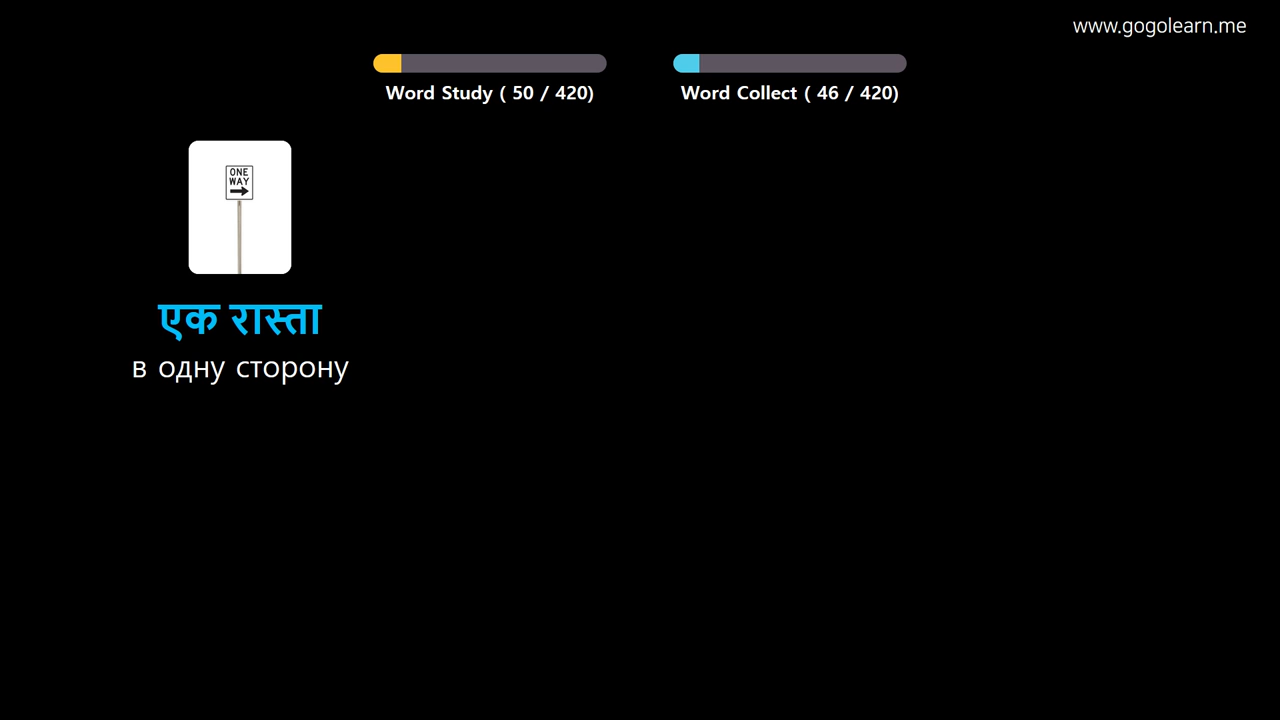 www.gogolearn.me
Word Study ( 50 / 420)
Word Collect ( 46 / 420)
ONE
WAY
एक रास्ता
в одну сторону